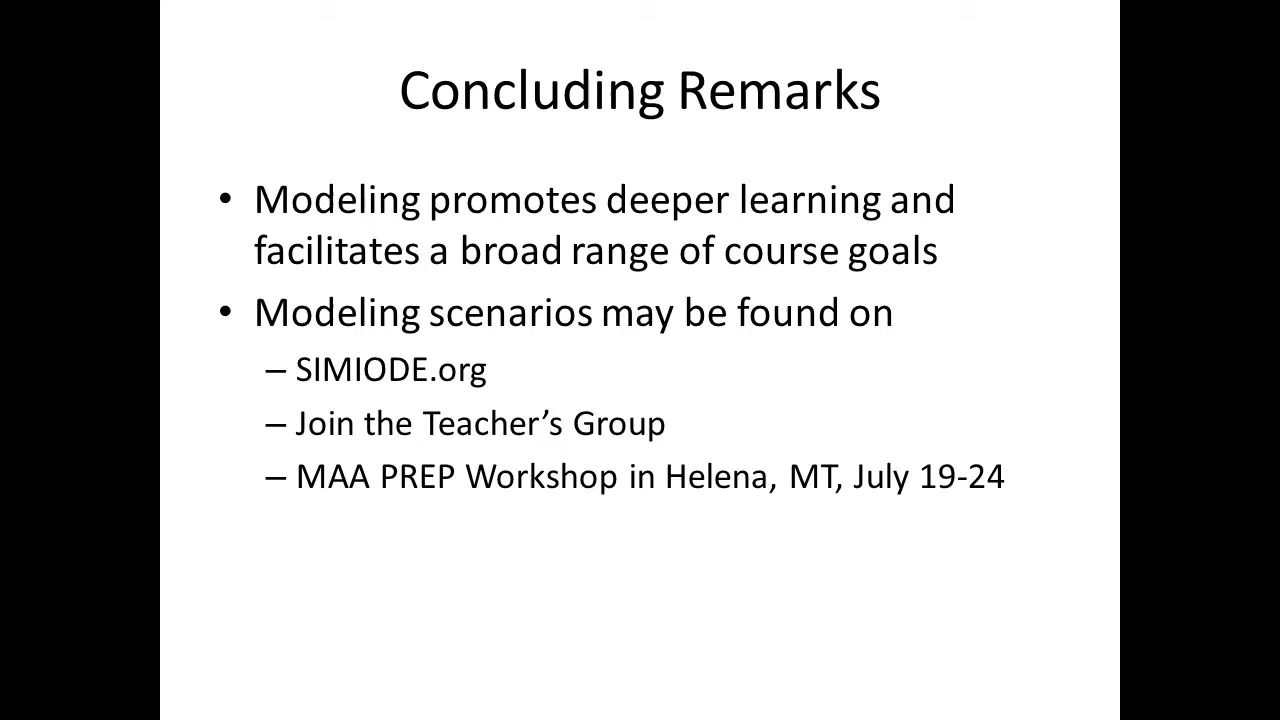 Concluding Remarks
• Modeling promotes deeper learning and
facilitates a broad range of course goals
• Modeling scenarios may be found on
– SIMIODE.org
– Join the Teacher’s Group
– MAA PREP Workshop in Helena, MT, July 19-24